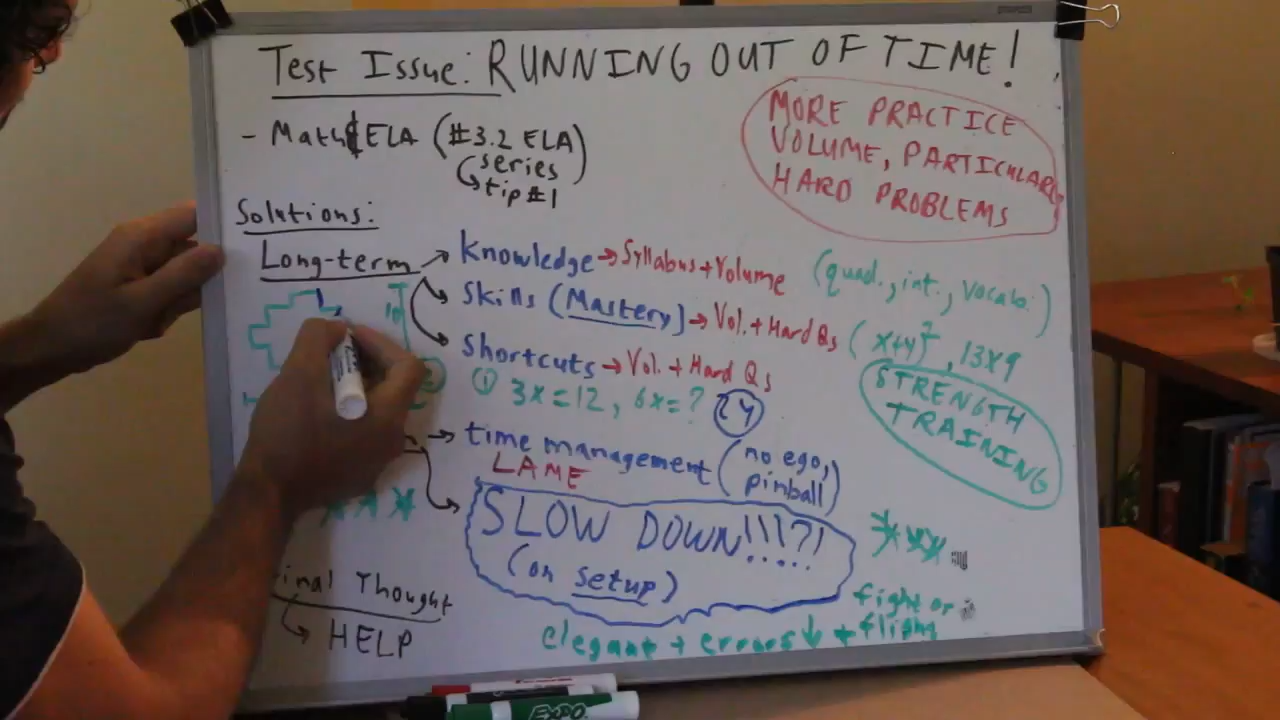 Test Issue: RUNNING OUT OF TIME!
- Math ELA (#3.2 ELA)
series
tip #1
MORE PRACTICE
VOLUME, PARTICULARLY
HARD PROBLEMS
Solutions:
Long-term
Knowledge → Syllabus + Volume (quad., int., vocab.)
Skills (Mastery) → Vol. + Hard Qs (x+4)², 13x9
Shortcuts → Vol. + Hard Qs
① 3x=12, 6x=? 24
STRENGTH
TRAINING
→ time management (no ego, pinball)
LAME
SLOW DOWN!!!?!
(on setup)
Final Thought
HELP
fight or
flight
elegant + errors ↓ +
EXPO